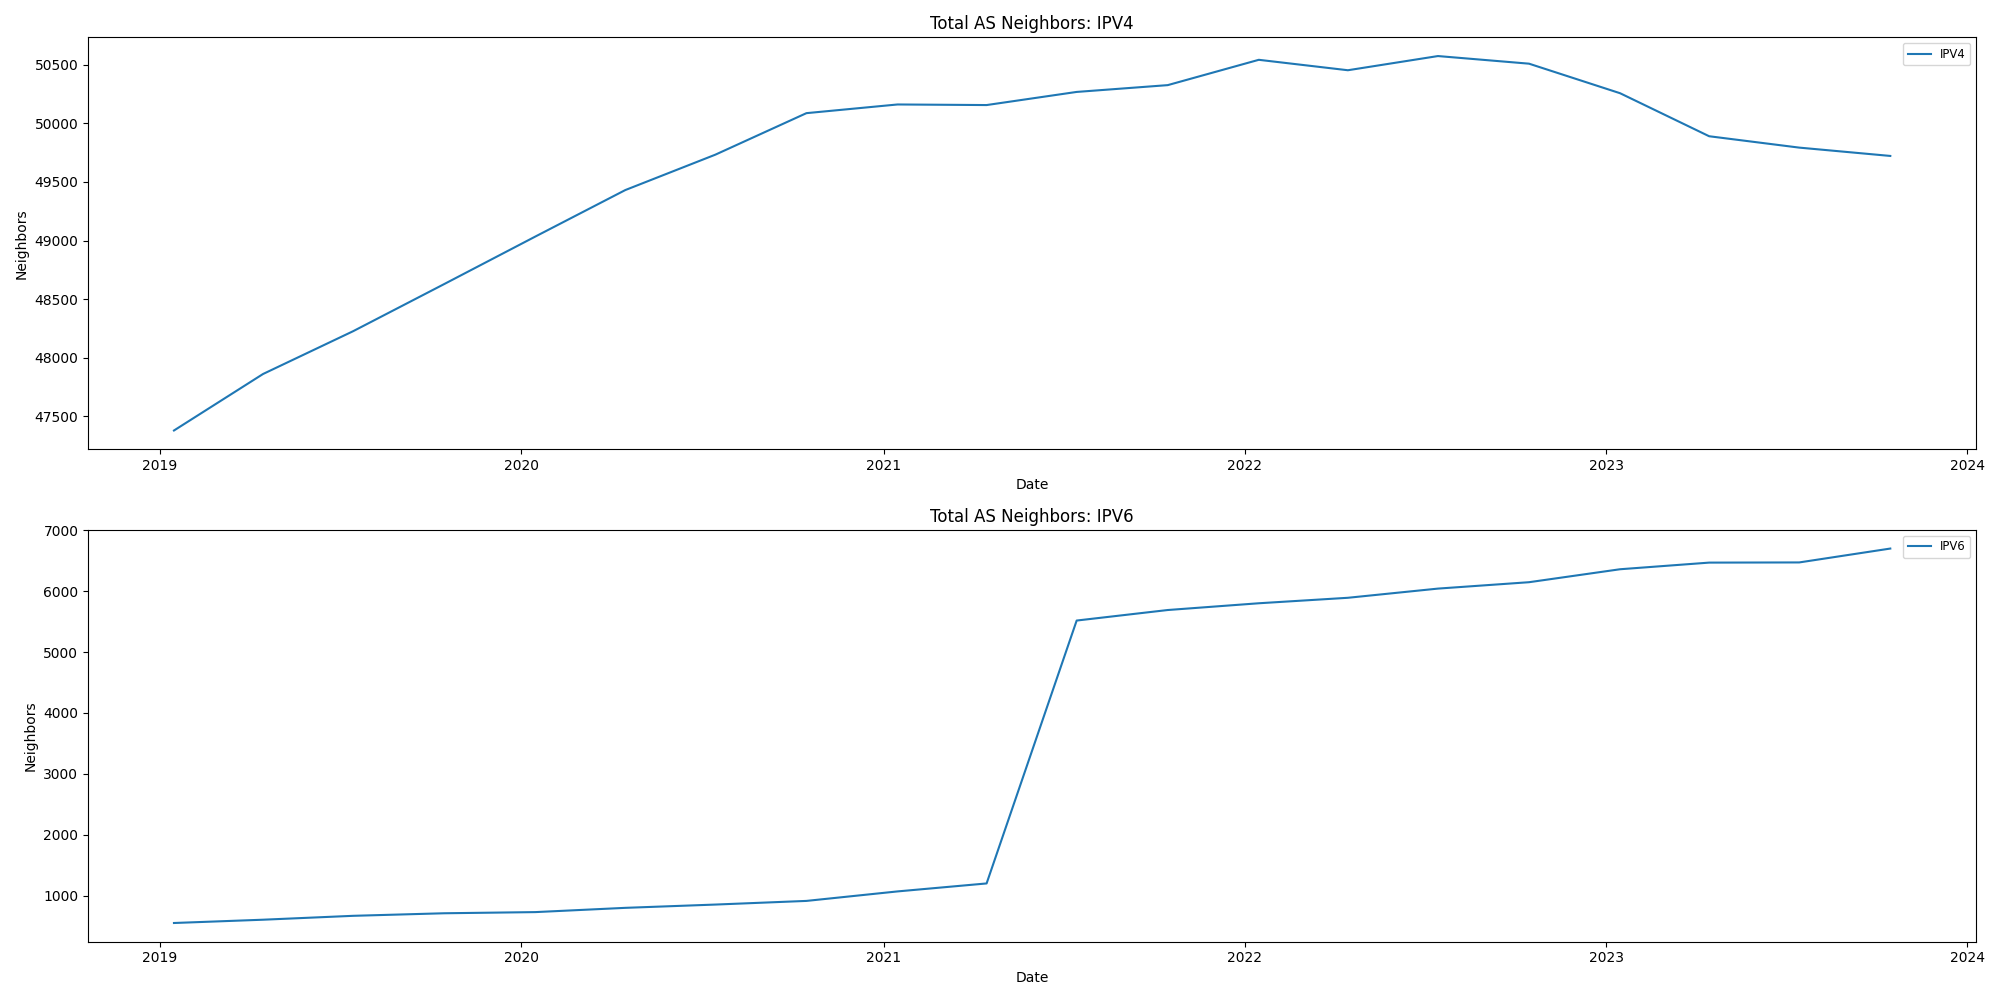 Total AS Neighbors: IPV4
IPV4
50500
50000
49500
49000
48500
48000
47500
Neighbors
2019 2020 2021 2022 2023 2024
Date
Total AS Neighbors: IPV6
IPV6
7000
6000
5000
4000
3000
2000
1000
Neighbors
2019 2020 2021 2022 2023 2024
Date